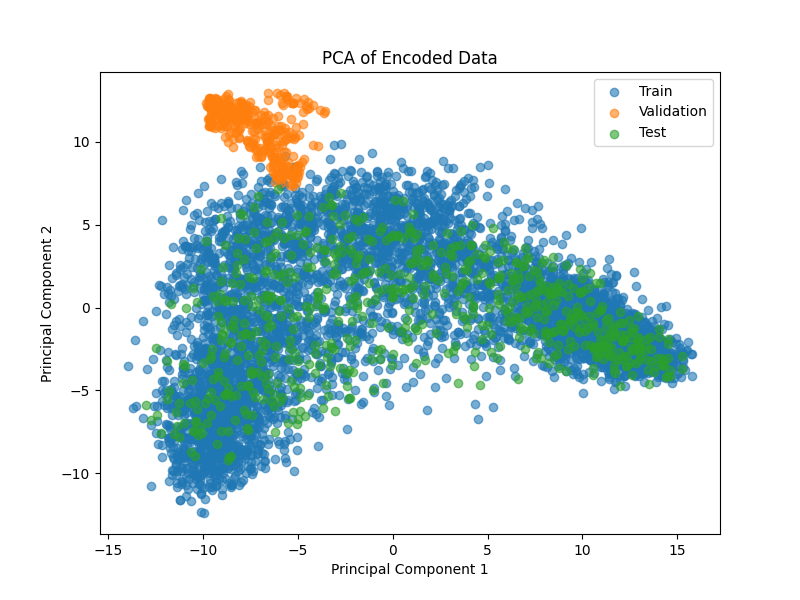 PCA of Encoded Data
Train
Validation
Test
Principal Component 2
10
5
0
−5
−10
−15
−10
−5
0
5
10
15
Principal Component 1